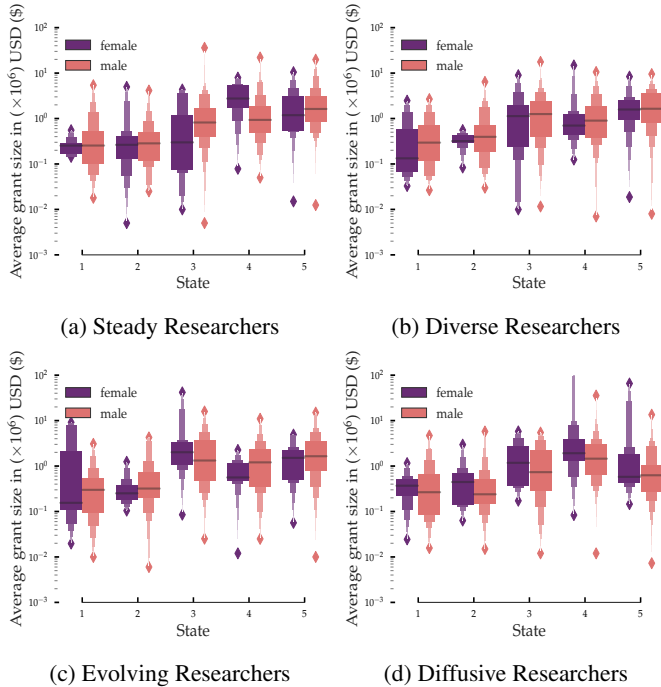 Average grant size in (×10⁶) USD ($)
10²
10¹
10⁰
10⁻¹
10⁻²
10⁻³
female
male
1 2 3 4 5
State
(a) Steady Researchers
Average grant size in (×10⁶) USD ($)
10²
10¹
10⁰
10⁻¹
10⁻²
10⁻³
female
male
1 2 3 4 5
State
(b) Diverse Researchers
Average grant size in (×10⁶) USD ($)
10²
10¹
10⁰
10⁻¹
10⁻²
10⁻³
female
male
1 2 3 4 5
State
(c) Evolving Researchers
Average grant size in (×10⁶) USD ($)
10²
10¹
10⁰
10⁻¹
10⁻²
10⁻³
female
male
1 2 3 4 5
State
(d) Diffusive Researchers